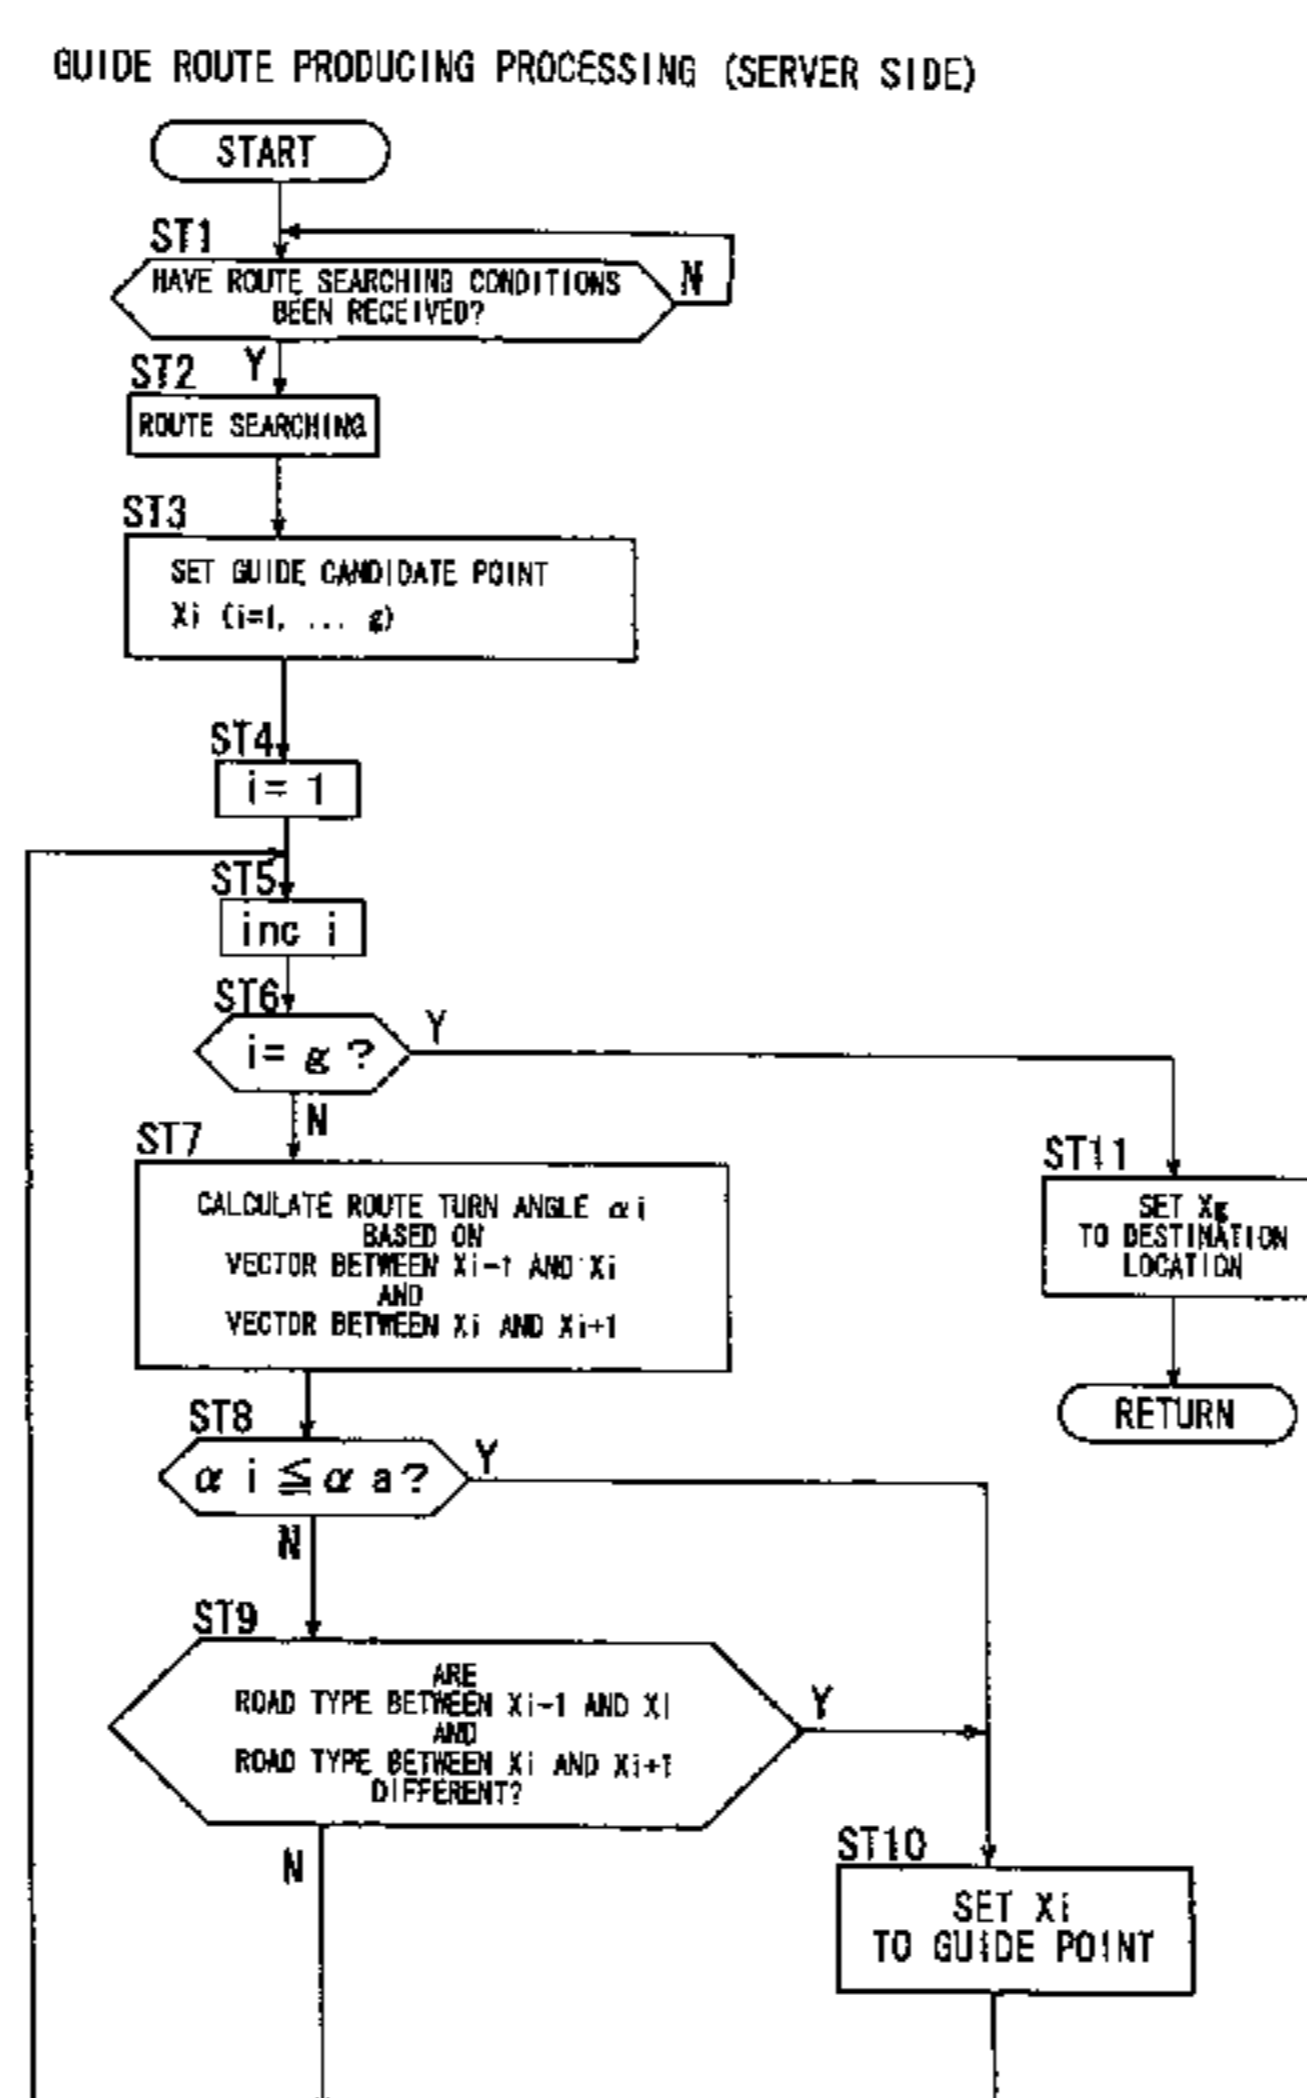 GUIDE ROUTE PRODUCING PROCESSING (SERVER SIDE)
START
ST1
HAVE ROUTE SEARCHING CONDITIONS
BEEN RECEIVED?
N
Y
ST2
ROUTE SEARCHING
ST3
SET GUIDE CANDIDATE POINT
Xi (i=1, ... g)
ST4
i= 1
ST5
inc i
ST6
i= g ?
Y
N
ST7
CALCULATE ROUTE TURN ANGLE αi
BASED ON
VECTOR BETWEEN Xi-1 AND Xi
AND
VECTOR BETWEEN Xi AND Xi+1
ST11
SET Xg
TO DESTINATION
LOCATION
RETURN
ST8
α i ≦ α a?
Y
N
ST9
ARE
ROAD TYPE BETWEEN Xi-1 AND Xi
AND
ROAD TYPE BETWEEN Xi AND Xi+1
DIFFERENT?
Y
N
ST10
SET Xi
TO GUIDE POINT